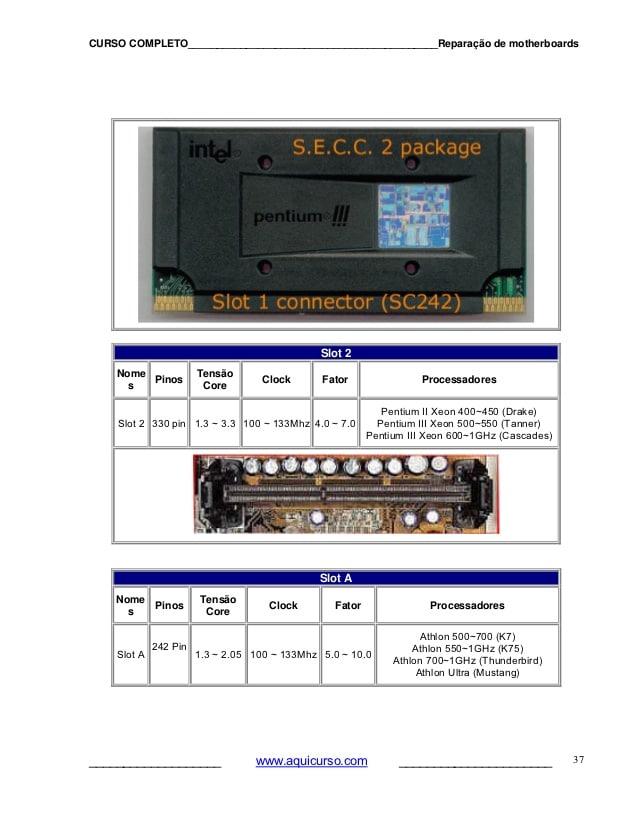 CURSO COMPLETO________________________________________Reparação de motherboards
intel® S.E.C.C. 2 package
pentium® III
Slot 1 connector (SC242)
Slot 2
Nome
s Pinos Tensão
Core Clock Fator Processadores
Slot 2 330 pin 1.3 ~ 3.3 100 ~ 133Mhz 4.0 ~ 7.0 Pentium II Xeon 400~450 (Drake)
Pentium III Xeon 500~550 (Tanner)
Pentium III Xeon 600~1GHz (Cascades)
Slot A
Nome
s Pinos Tensão
Core Clock Fator Processadores
Slot A 242 Pin 1.3 ~ 2.05 100 ~ 133Mhz 5.0 ~ 10.0 Athlon 500~700 (K7)
Athlon 550~1GHz (K75)
Athlon 700~1GHz (Thunderbird)
Athlon Ultra (Mustang)
___________________ www.aquicurso.com ______________________ 37